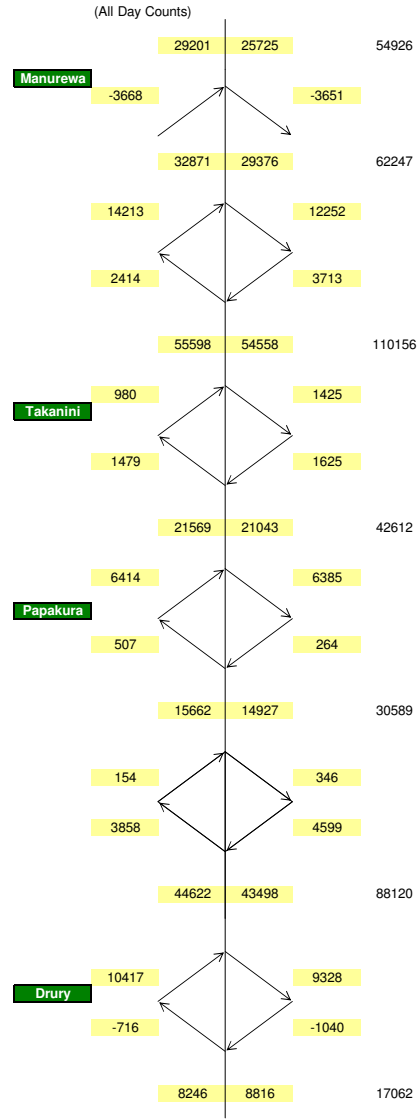 (All Day Counts)
29201 25725 54926
Manurewa
-3668 -3651
32871 29376 62247
14213 12252
2414 3713
55598 54558 110156
980 1425
Takanini
1479 1625
21569 21043 42612
6414 6385
Papakura
507 264
15662 14927 30589
154 346
3858 4599
44622 43498 88120
10417 9328
Drury
-716 -1040
8246 8816 17062